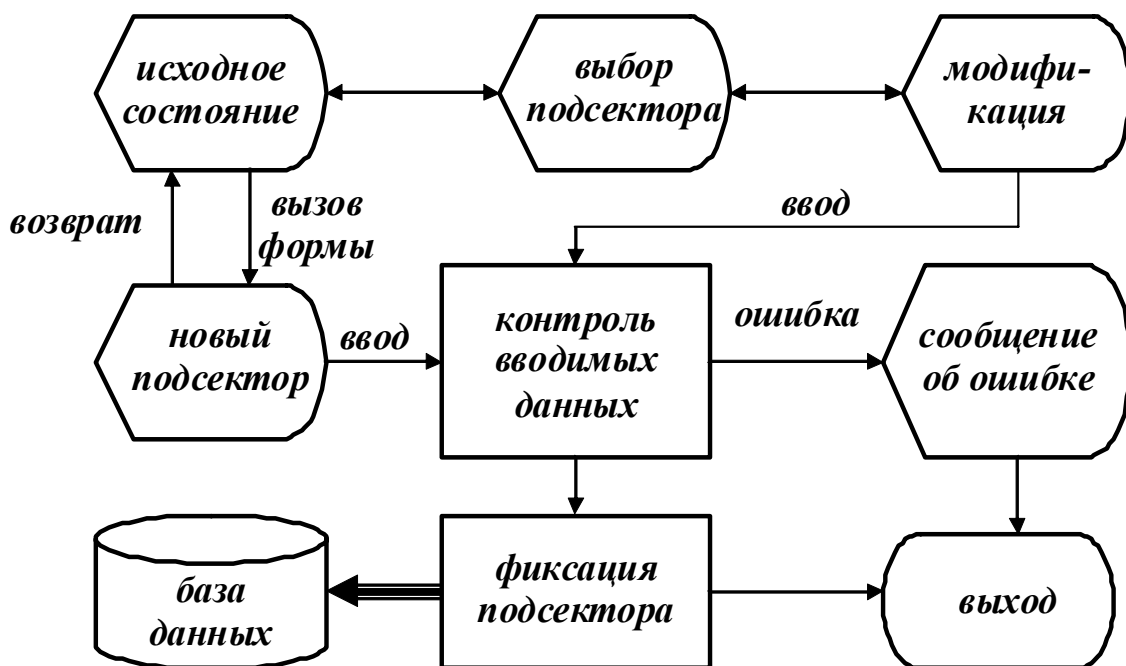 исходное
состояние
выбор
подсектора
модифи-
кация
возврат
вызов
формы
ввод
новый
подсектор
ввод
контроль
вводимых
данных
ошибка
сообщение
об ошибке
база
данных
фиксация
подсектора
выход